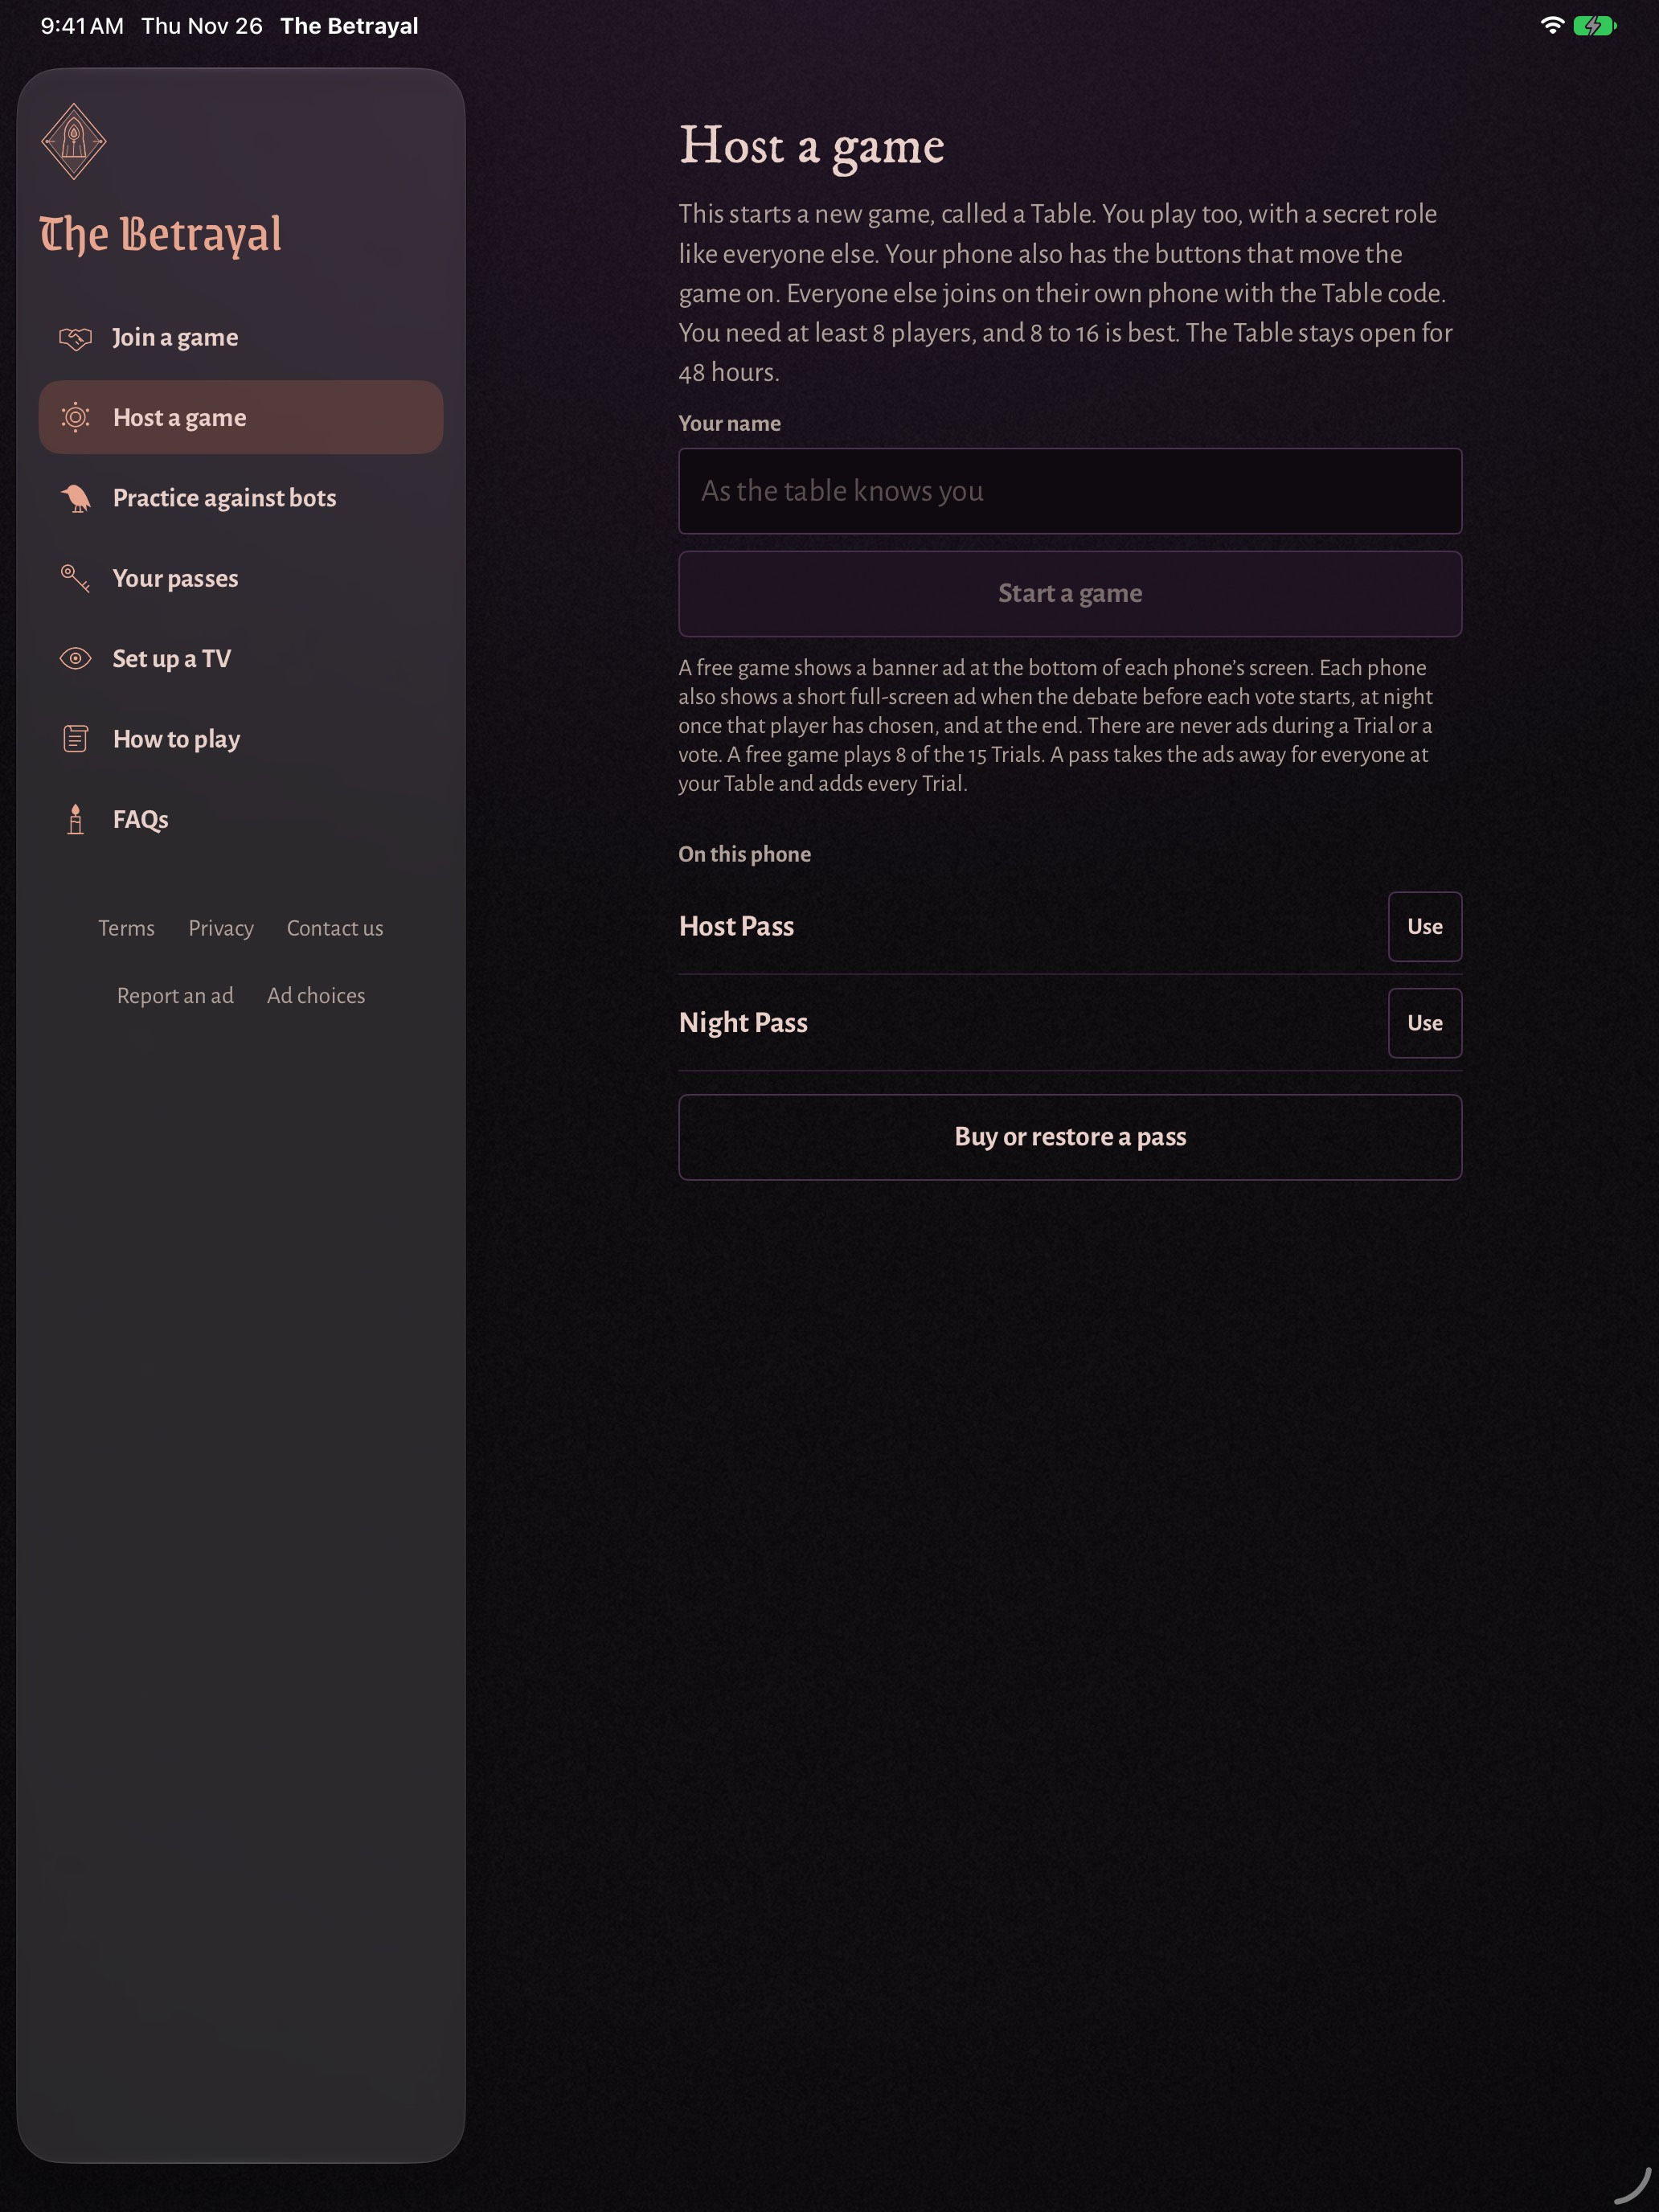 9:41 AM Thu Nov 26 The Betrayal
The Betrayal
Join a game
Host a game
Practice against bots
Your passes
Set up a TV
How to play
FAQs
Terms Privacy Contact us
Report an ad Ad choices
Host a game
This starts a new game, called a Table. You play too, with a secret role
like everyone else. Your phone also has the buttons that move the
game on. Everyone else joins on their own phone with the Table code.
You need at least 8 players, and 8 to 16 is best. The Table stays open for
48 hours.
Your name
As the table knows you
Start a game
A free game shows a banner ad at the bottom of each phone’s screen. Each phone
also shows a short full-screen ad when the debate before each vote starts, at night
once that player has chosen, and at the end. There are never ads during a Trial or a
vote. A free game plays 8 of the 15 Trials. A pass takes the ads away for everyone at
your Table and adds every Trial.
On this phone
Host Pass Use
Night Pass Use
Buy or restore a pass